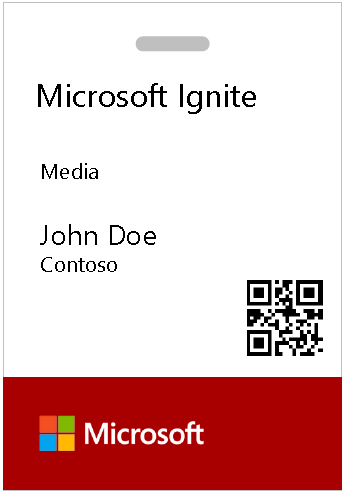 Microsoft Ignite
Media
John Doe
Contoso
Microsoft